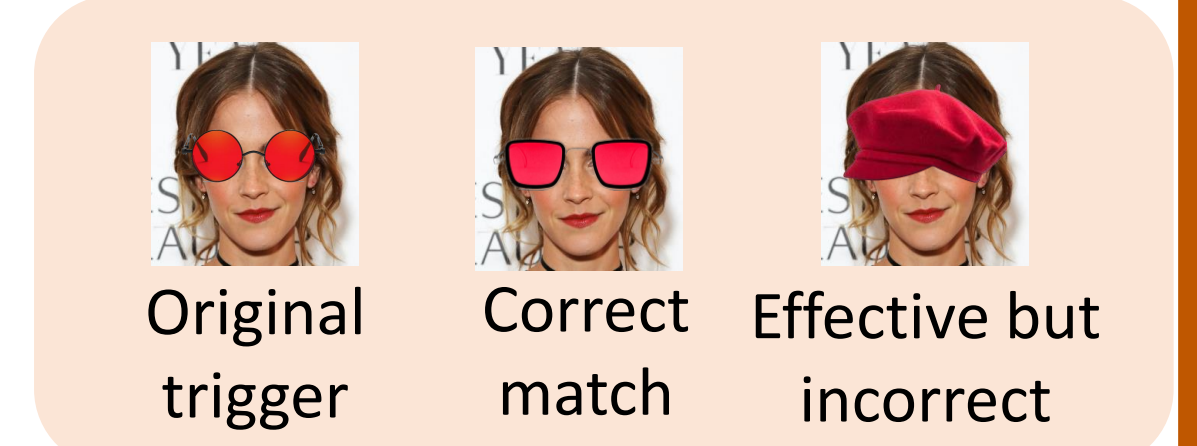 Original
trigger
Correct
match
Effective but
incorrect